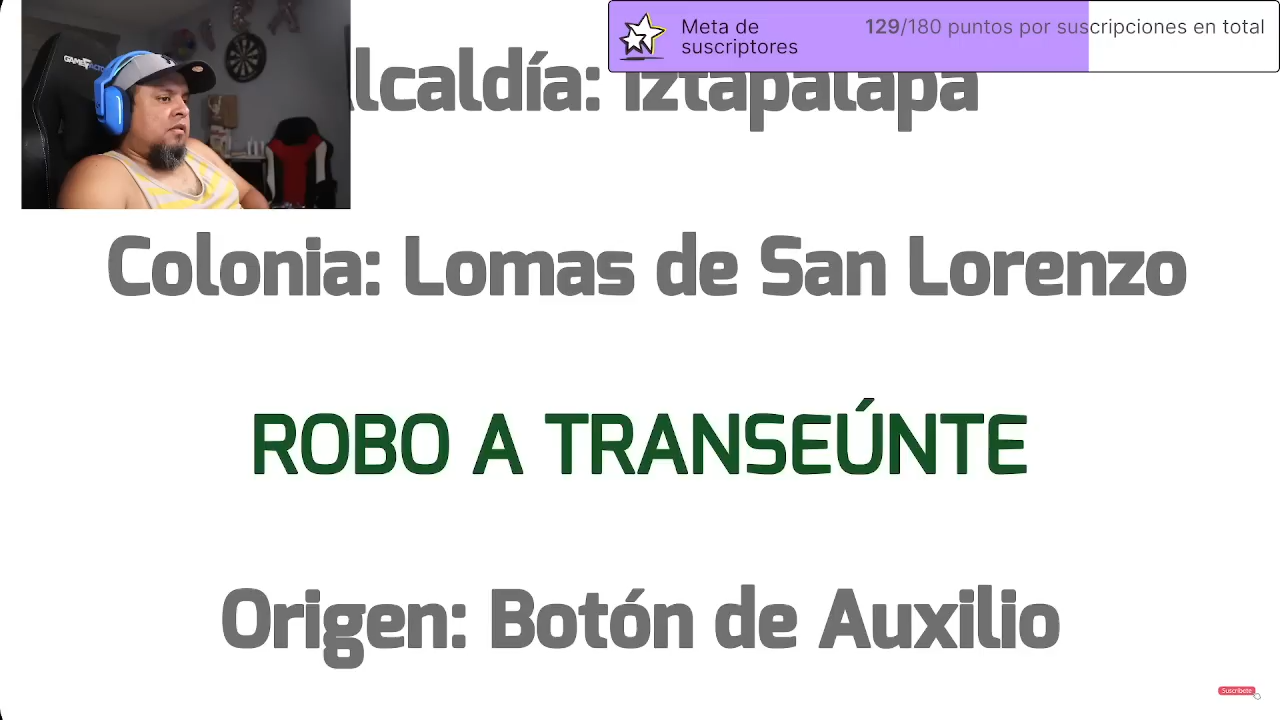 Meta de
suscriptores
129/180 puntos por suscripciones en total
lcaldía: Iztapalapa
Colonia: Lomas de San Lorenzo
ROBO A TRANSEÚNTE
Origen: Botón de Auxilio
Suscríbete